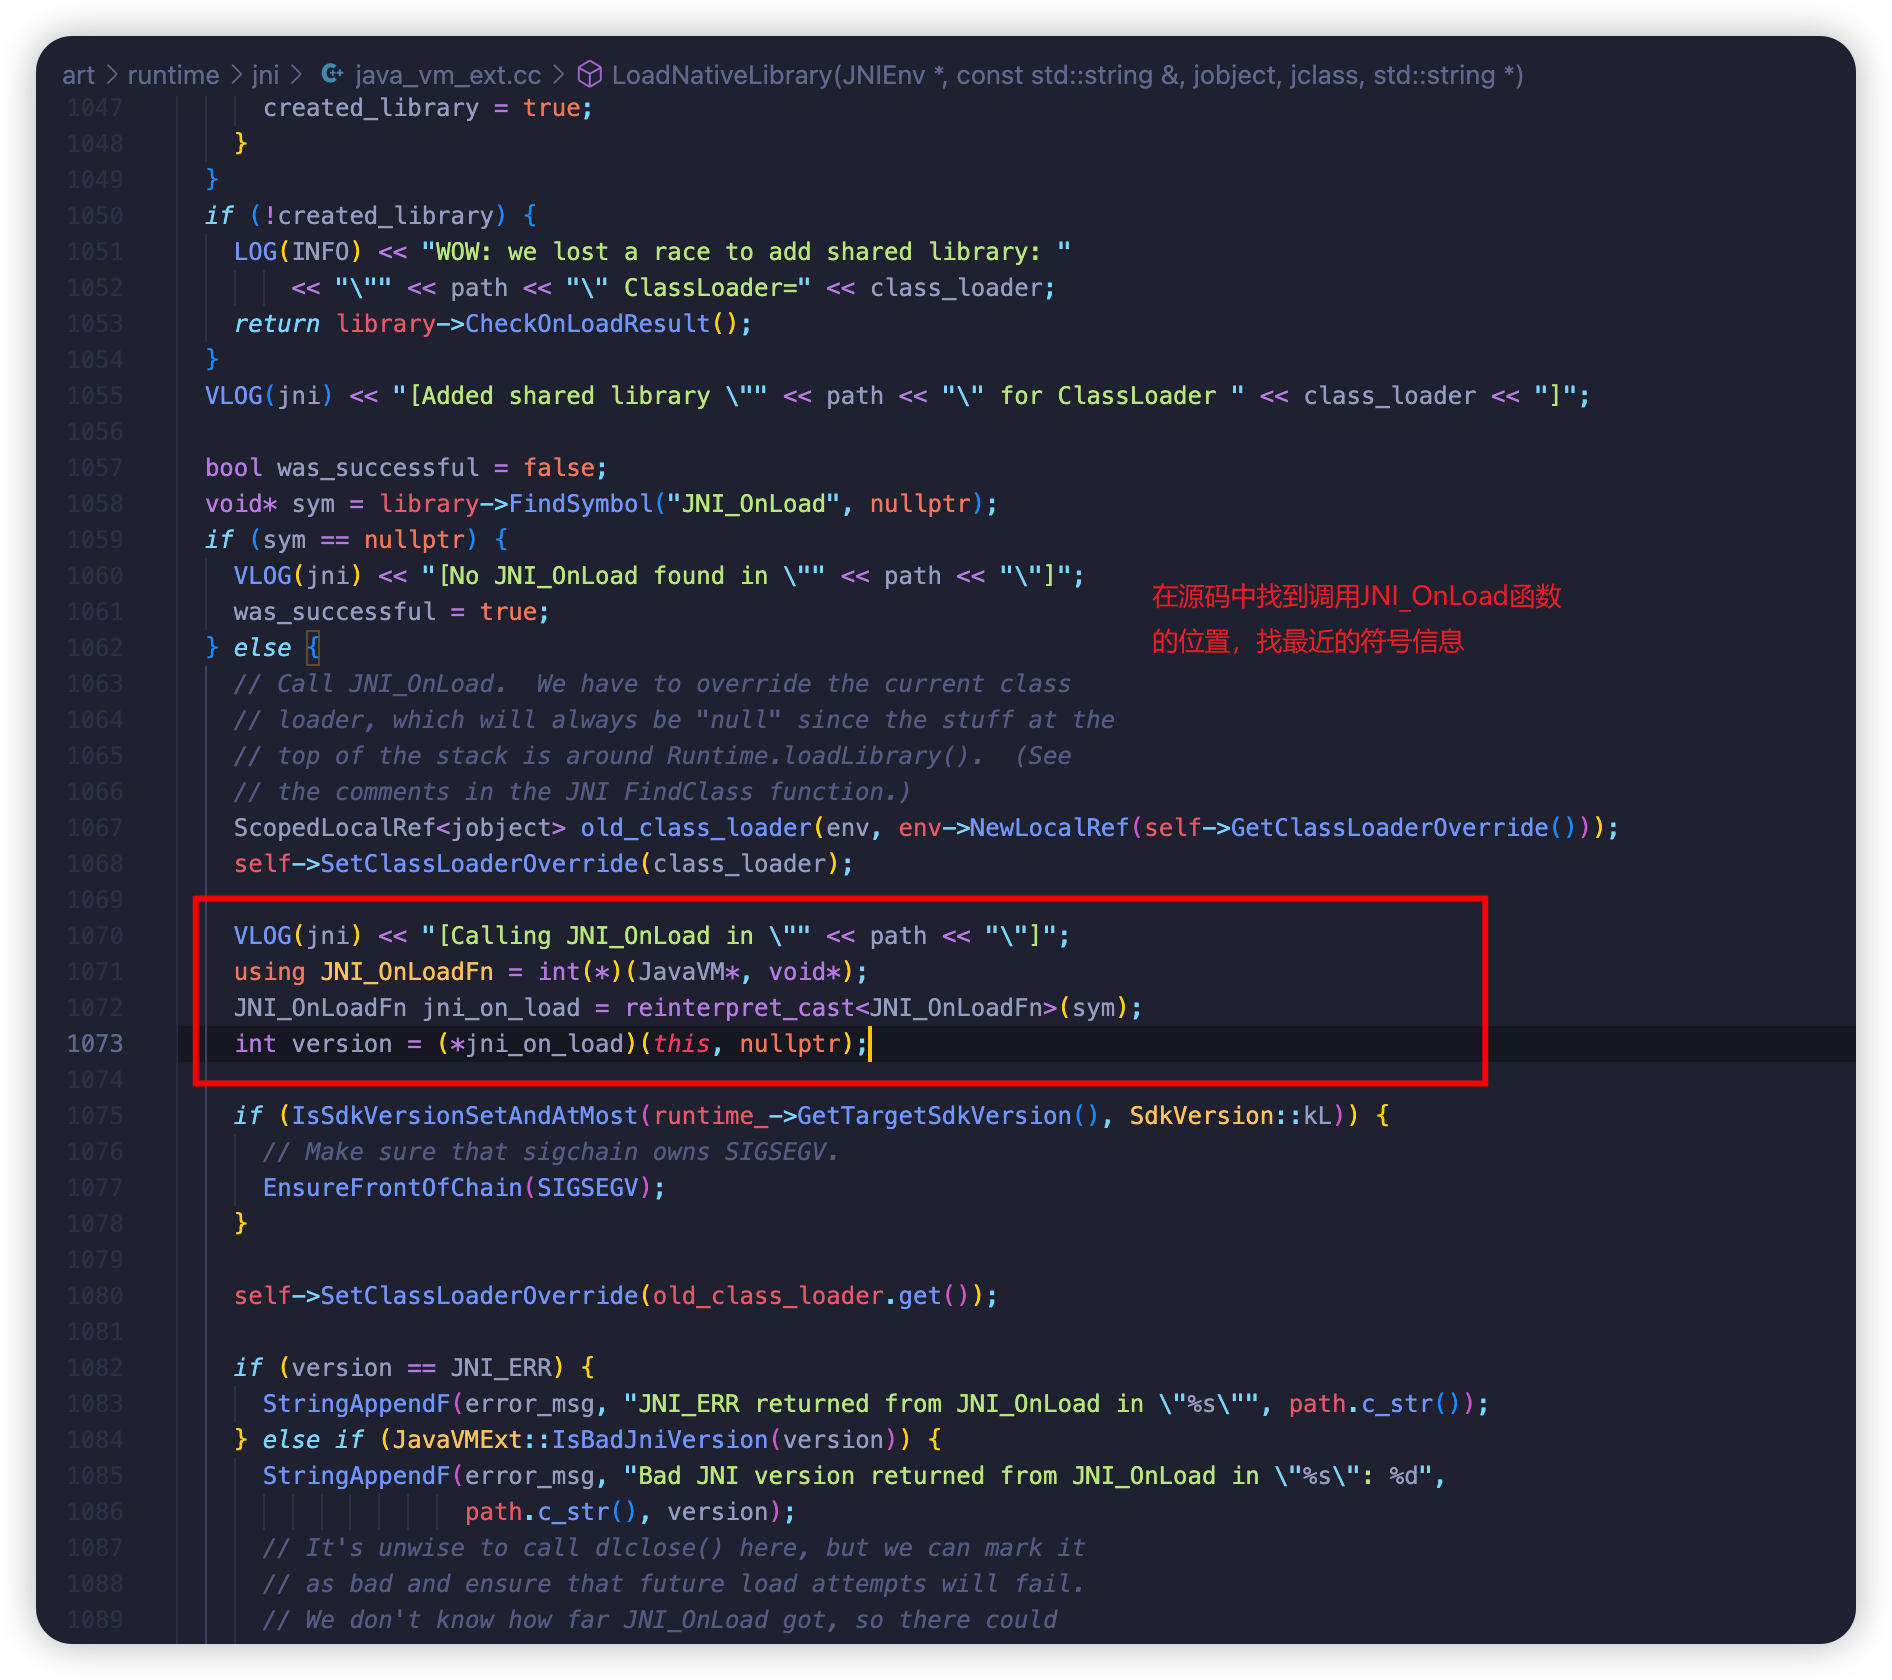 art > runtime > jni > java_vm_ext.cc > LoadNativeLibrary(JNIEnv *, const std::string &, jobject, jclass, std::string *)
1047 created_library = true;
1048 }
1049 }
1050 if (!created_library) {
1051 LOG(INFO) << "WOW: we lost a race to add shared library: "
1052 << "\"" << path << "\" ClassLoader=" << class_loader;
1053 return library->CheckOnLoadResult();
1054 }
1055 VLOG(jni) << "[Added shared library \"" << path << "\" for ClassLoader " << class_loader << "]";
1056
1057 bool was_successful = false;
1058 void* sym = library->FindSymbol("JNI_OnLoad", nullptr);
1059 if (sym == nullptr) {
1060 VLOG(jni) << "[No JNI_OnLoad found in \"" << path << "\"]";
在源码中找到调用JNI_OnLoad函数
1061 was_successful = true;
的位置，找最近的符号信息
1062 } else {
1063 // Call JNI_OnLoad.  We have to override the current class
1064 // loader, which will always be "null" since the stuff at the
1065 // top of the stack is around Runtime.loadLibrary().  (See
1066 // the comments in the JNI FindClass function.)
1067 ScopedLocalRef<jobject> old_class_loader(env, env->NewLocalRef(self->GetClassLoaderOverride()));
1068 self->SetClassLoaderOverride(class_loader);
1069
1070 VLOG(jni) << "[Calling JNI_OnLoad in \"" << path << "\"]";
1071 using JNI_OnLoadFn = int(*)(JavaVM*, void*);
1072 JNI_OnLoadFn jni_on_load = reinterpret_cast<JNI_OnLoadFn>(sym);
1073 int version = (*jni_on_load)(this, nullptr);
1074
1075 if (IsSdkVersionSetAndAtMost(runtime_->GetTargetSdkVersion(), SdkVersion::kL)) {
1076 // Make sure that sigchain owns SIGSEGV.
1077 EnsureFrontOfChain(SIGSEGV);
1078 }
1079
1080 self->SetClassLoaderOverride(old_class_loader.get());
1081
1082 if (version == JNI_ERR) {
1083 StringAppendF(error_msg, "JNI_ERR returned from JNI_OnLoad in \"%s\"", path.c_str());
1084 } else if (JavaVMExt::IsBadJniVersion(version)) {
1085 StringAppendF(error_msg, "Bad JNI version returned from JNI_OnLoad in \"%s\": %d",
1086 path.c_str(), version);
1087 // It's unwise to call dlclose() here, but we can mark it
1088 // as bad and ensure that future load attempts will fail.
1089 // We don't know how far JNI_OnLoad got, so there could